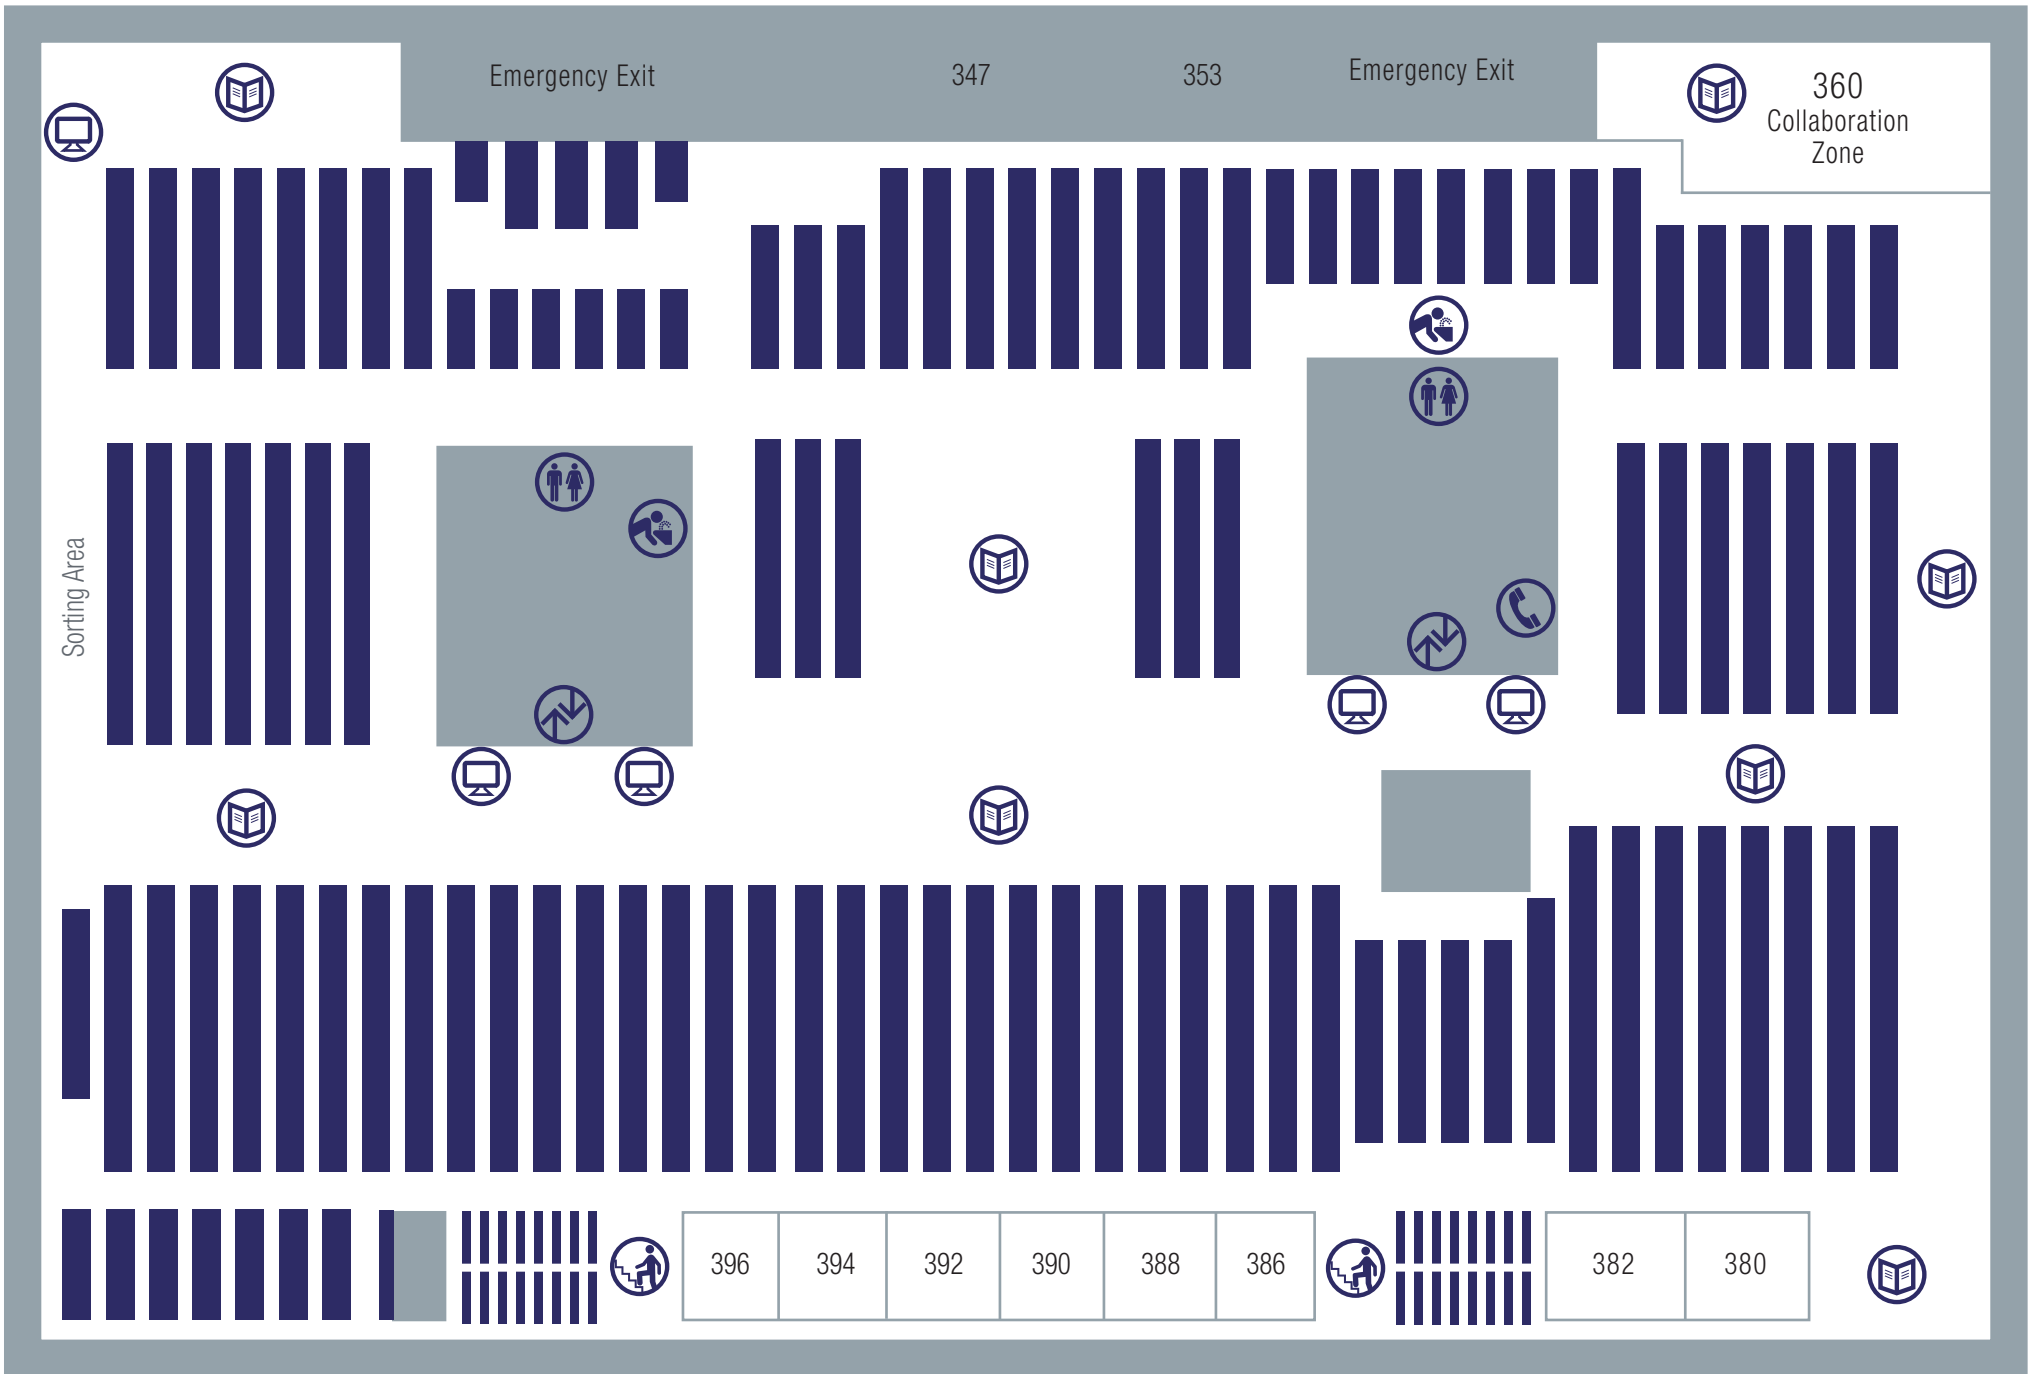 Emergency Exit
347
353
Emergency Exit
360
Collaboration
Zone
Sorting Area
396
394
392
390
388
386
382
380